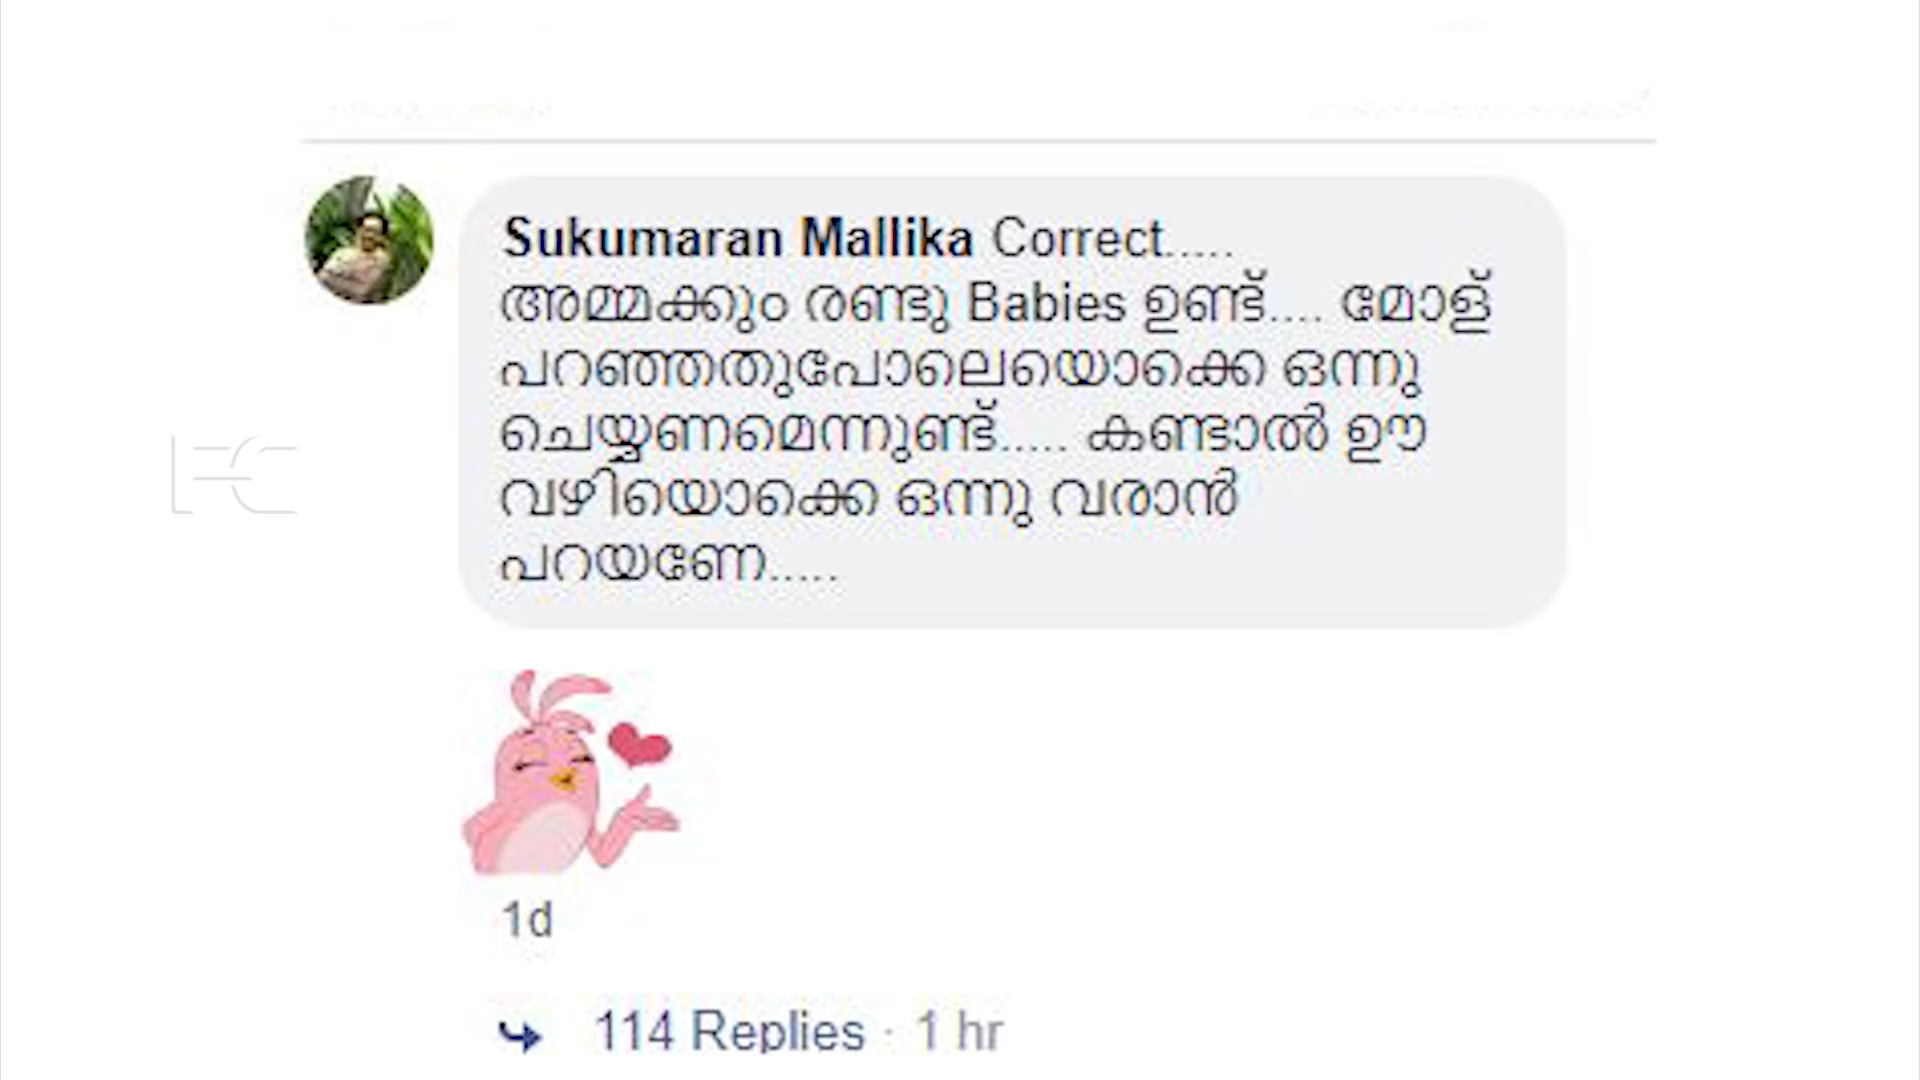 Sukumaran Mallika Correct.....
അമ്മക്കും രണ്ടു Babies ഉണ്ട്.... മോള്
പറഞ്ഞതുപോലെയൊക്കെ ഒന്നു
ചെയ്യണമെന്നുണ്ട്..... കണ്ടാൽ ഊ
വഴിയൊക്കെ ഒന്നു വരാൻ
പറയണേ.....
1d
114 Replies · 1 hr